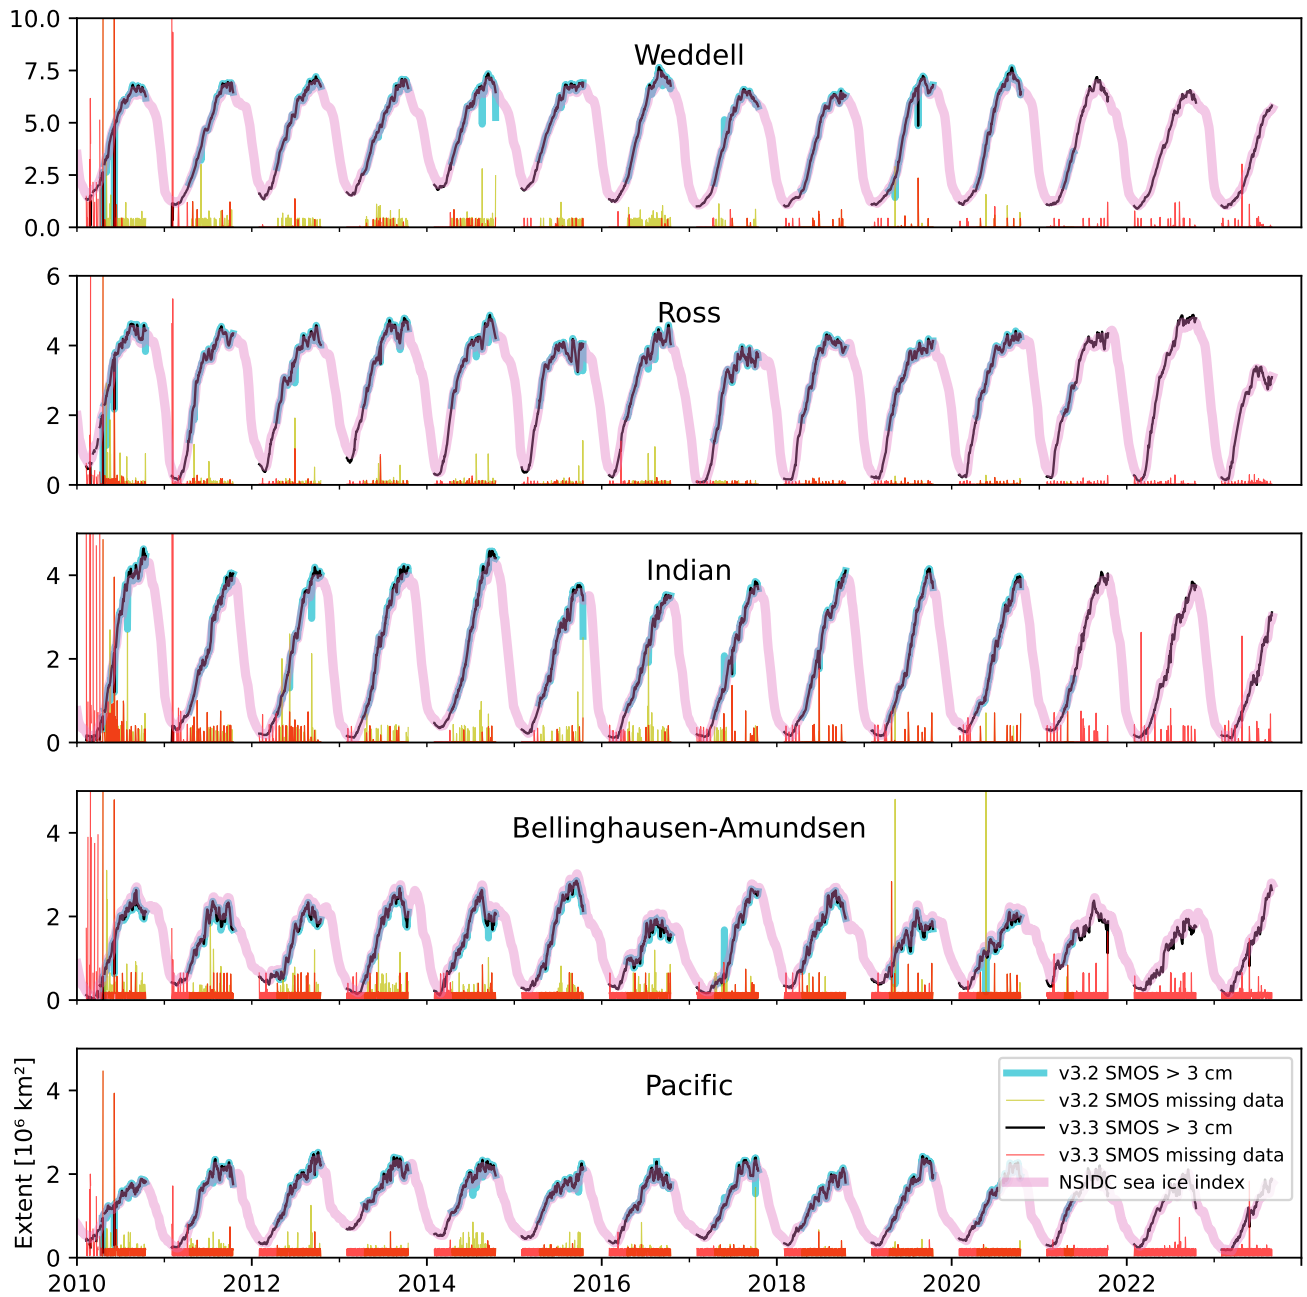 10.0
7.5
5.0
2.5
0.0
Weddell
6
4
2
0
Ross
4
2
0
Indian
4
2
0
Bellinghausen-Amundsen
4
2
0
Pacific
Extent [10⁶ km²]
v3.2 SMOS > 3 cm
v3.2 SMOS missing data
v3.3 SMOS > 3 cm
v3.3 SMOS missing data
NSIDC sea ice index
2010 2012 2014 2016 2018 2020 2022